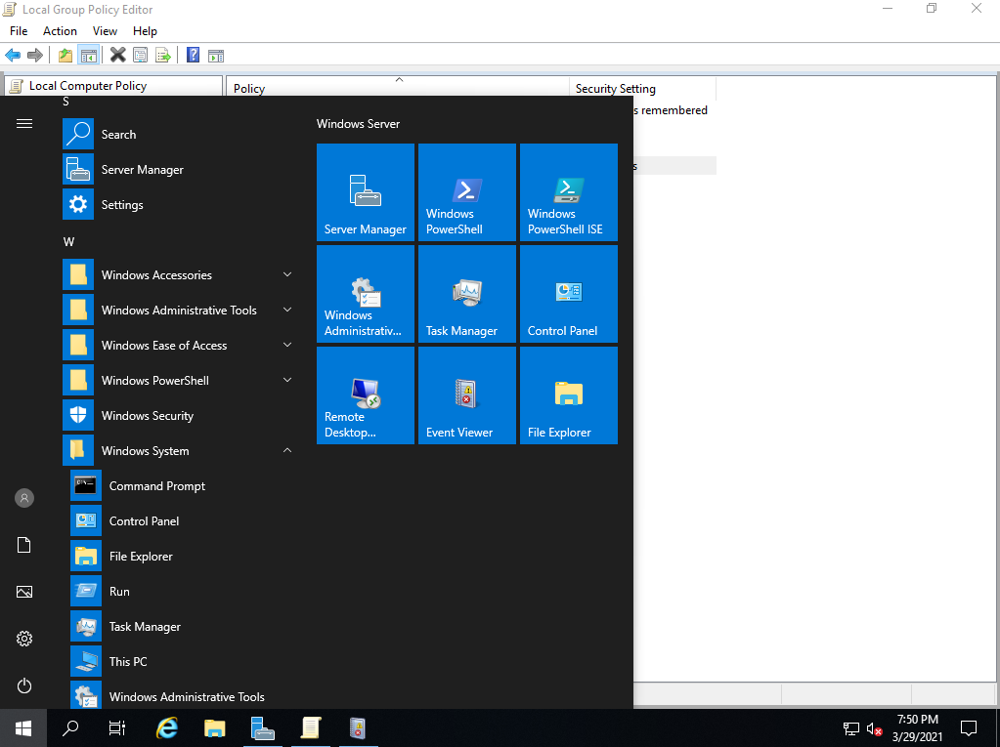 Local Group Policy Editor
File Action View Help
Local Computer Policy
Policy
Security Setting
s remembered
s
S
Search
Server Manager
Settings
W
Windows Accessories
Windows Administrative Tools
Windows Ease of Access
Windows PowerShell
Windows Security
Windows System
Command Prompt
Control Panel
File Explorer
Run
Task Manager
This PC
Windows Administrative Tools
Windows Server
Server Manager
Windows
PowerShell
Windows
PowerShell ISE
Windows
Administrativ...
Task Manager
Control Panel
Remote
Desktop...
Event Viewer
File Explorer
7:50 PM
3/29/2021